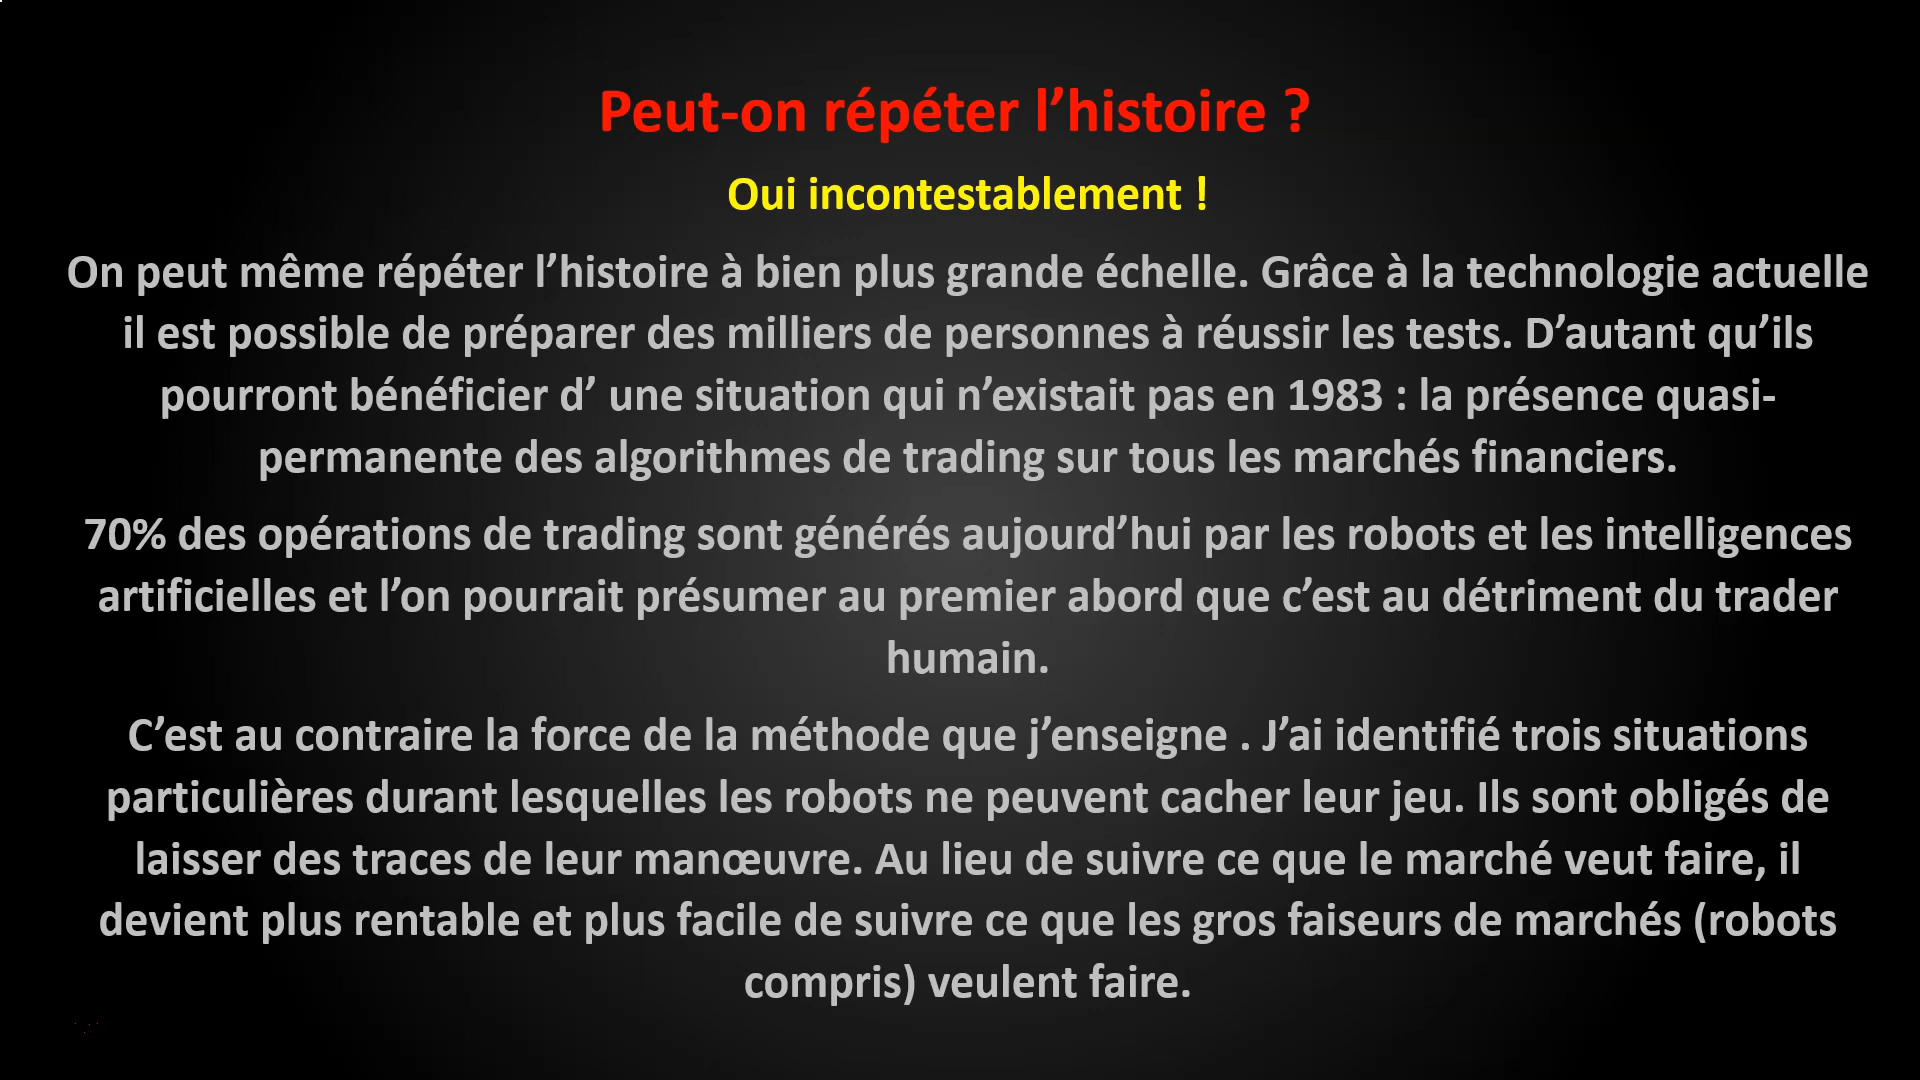 Peut-on répéter l’histoire ?
Oui incontestablement !
On peut même répéter l’histoire à bien plus grande échelle. Grâce à la technologie actuelle
il est possible de préparer des milliers de personnes à réussir les tests. D’autant qu’ils
pourront bénéficier d’ une situation qui n’existait pas en 1983 : la présence quasi-
permanente des algorithmes de trading sur tous les marchés financiers.
70% des opérations de trading sont générés aujourd’hui par les robots et les intelligences
artificielles et l’on pourrait présumer au premier abord que c’est au détriment du trader
humain.
C’est au contraire la force de la méthode que j’enseigne . J’ai identifié trois situations
particulières durant lesquelles les robots ne peuvent cacher leur jeu. Ils sont obligés de
laisser des traces de leur manœuvre. Au lieu de suivre ce que le marché veut faire, il
devient plus rentable et plus facile de suivre ce que les gros faiseurs de marchés (robots
compris) veulent faire.